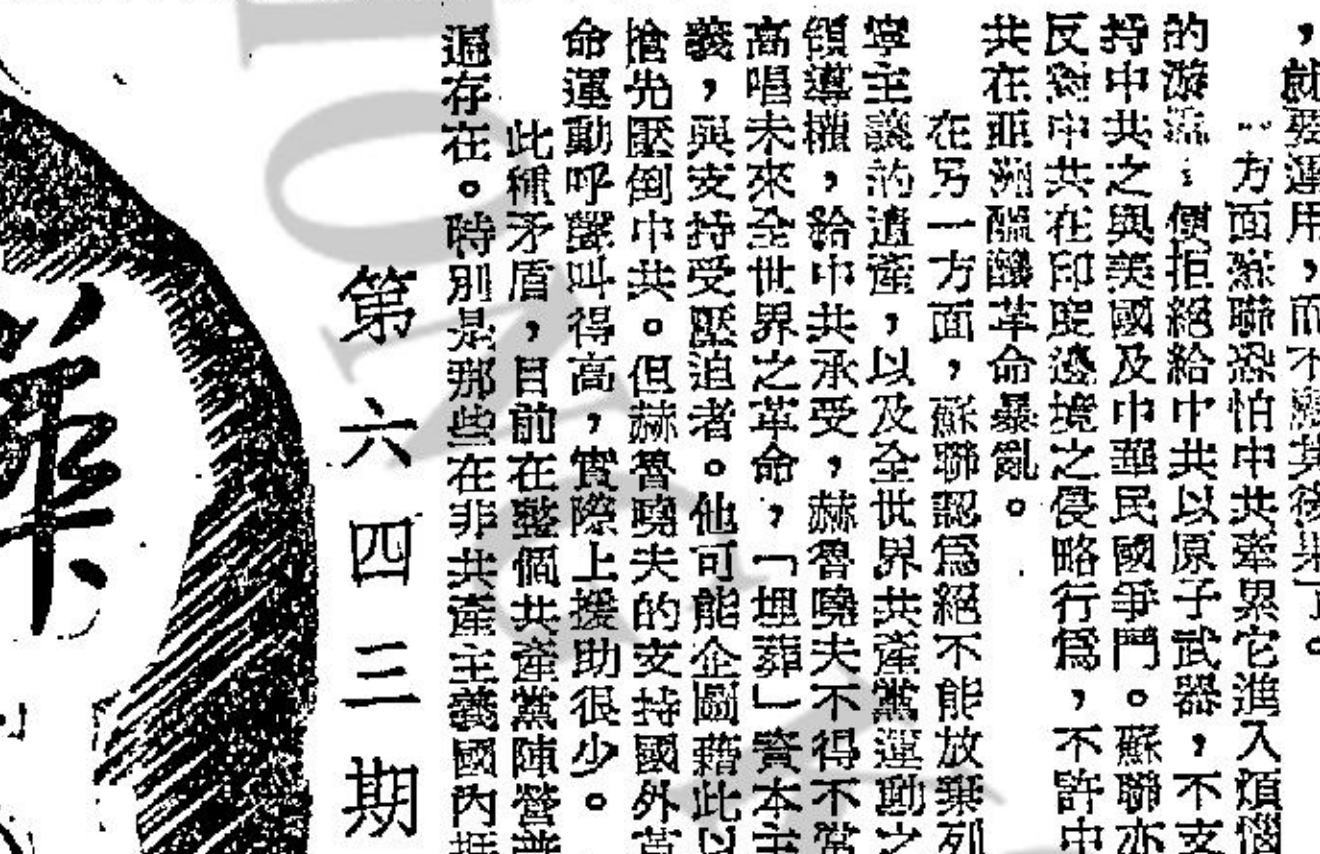 ，就要運用，而不應其後果了。
方面蘇聯恐怕中共牽累它進入煩惱
的游渦；便拒絕給中共以原子武器，不支
持中共之與美國及中華民國爭鬥。蘇聯亦
反對中共在印度邊境之侵略行爲，不許中
共在亞洲醞釀革命暴亂。
在另一方面，蘇聯認爲絕不能放棄列
寧主義的遺產，以及全世界共產黨運動之
領導權，給中共承受，赫魯曉夫不得不常
高唱未來全世界之革命，「埋葬」資本主
義，與支持受壓迫者。他可能企圖藉此以
搶先壓倒中共。但赫魯曉夫的支持國外革
命運動呼聲叫得高，實際上援助很少。
此種矛盾，目前在整個共產黨陣營普
遍存在。特別是那些在非共產主義國內掙
第六四三期
華